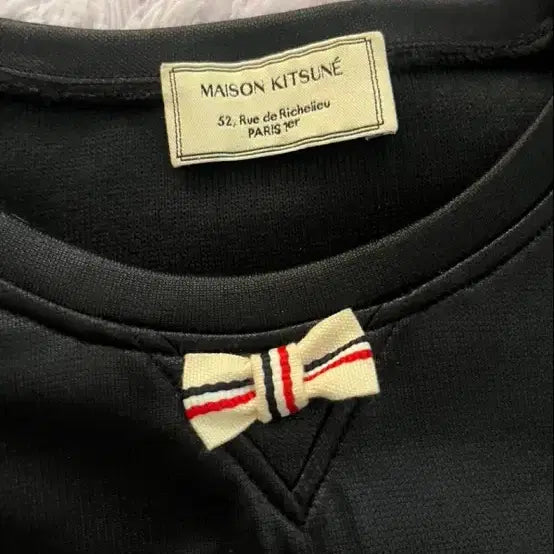 MAISON KITSUNÉ
52, Rue de Richelieu
PARIS 1er